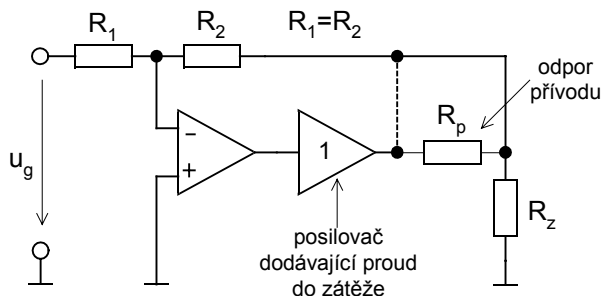 R1
R2
R1=R2
odpor
přívodu
Rp
−
+
1
ug
Rz
posilovač
dodávající proud
do zátěže